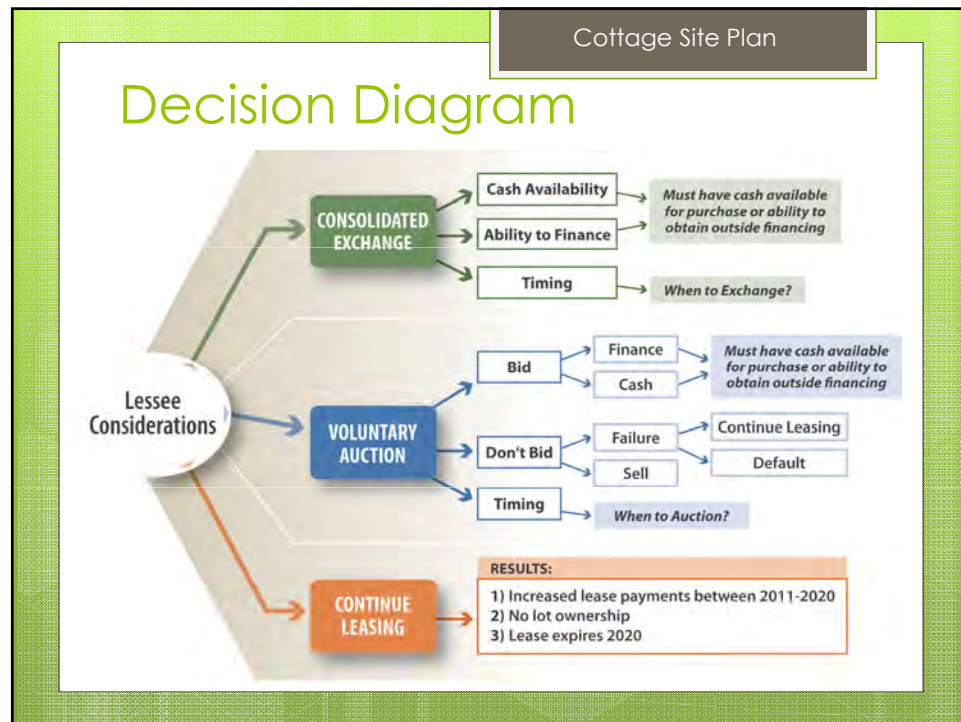 Cottage Site Plan
Decision Diagram
Lessee
Considerations
CONSOLIDATED
EXCHANGE
Cash Availability
Ability to Finance
Must have cash available
for purchase or ability to
obtain outside financing
Timing
When to Exchange?
VOLUNTARY
AUCTION
Bid
Finance
Cash
Must have cash available
for purchase or ability to
obtain outside financing
Don't Bid
Failure
Sell
Continue Leasing
Default
Timing
When to Auction?
CONTINUE
LEASING
RESULTS:
1) Increased lease payments between 2011-2020
2) No lot ownership
3) Lease expires 2020